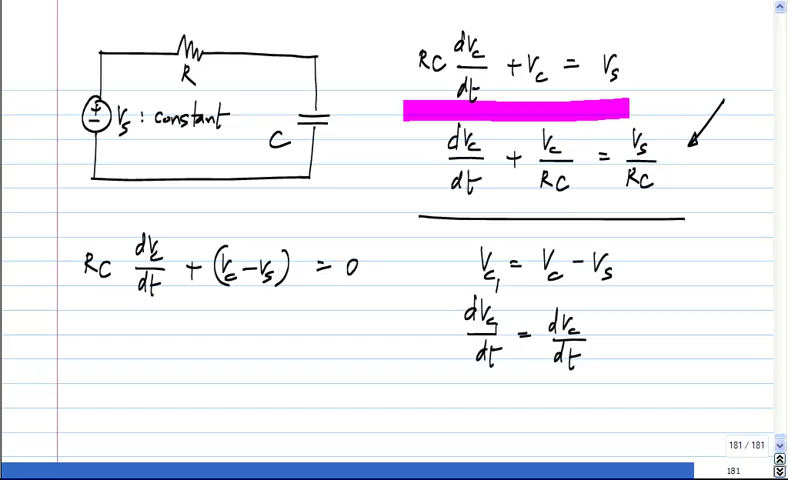 R
Vs : constant
C
RC dVc/dt + Vc = Vs
dVc/dt + Vc/RC = Vs/RC
RC dVc/dt + (Vc - Vs) = 0
Vc1 = Vc - Vs
dVc1/dt = dVc/dt
181 / 181
181